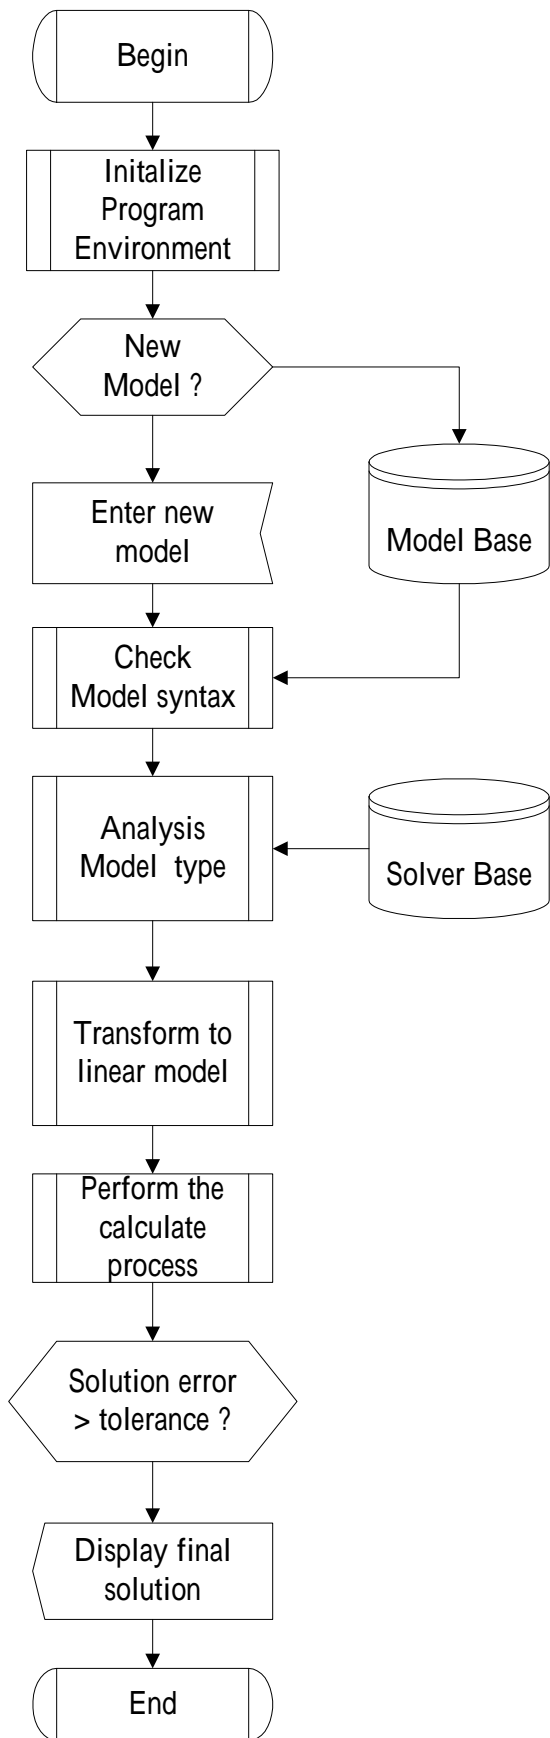 Begin
Initalize
Program
Environment
New
Model ?
Enter new
model
Model Base
Check
Model syntax
Analysis
Model type
Solver Base
Transform to
linear model
Perform the
calculate
process
Solution error
> tolerance ?
Display final
solution
End